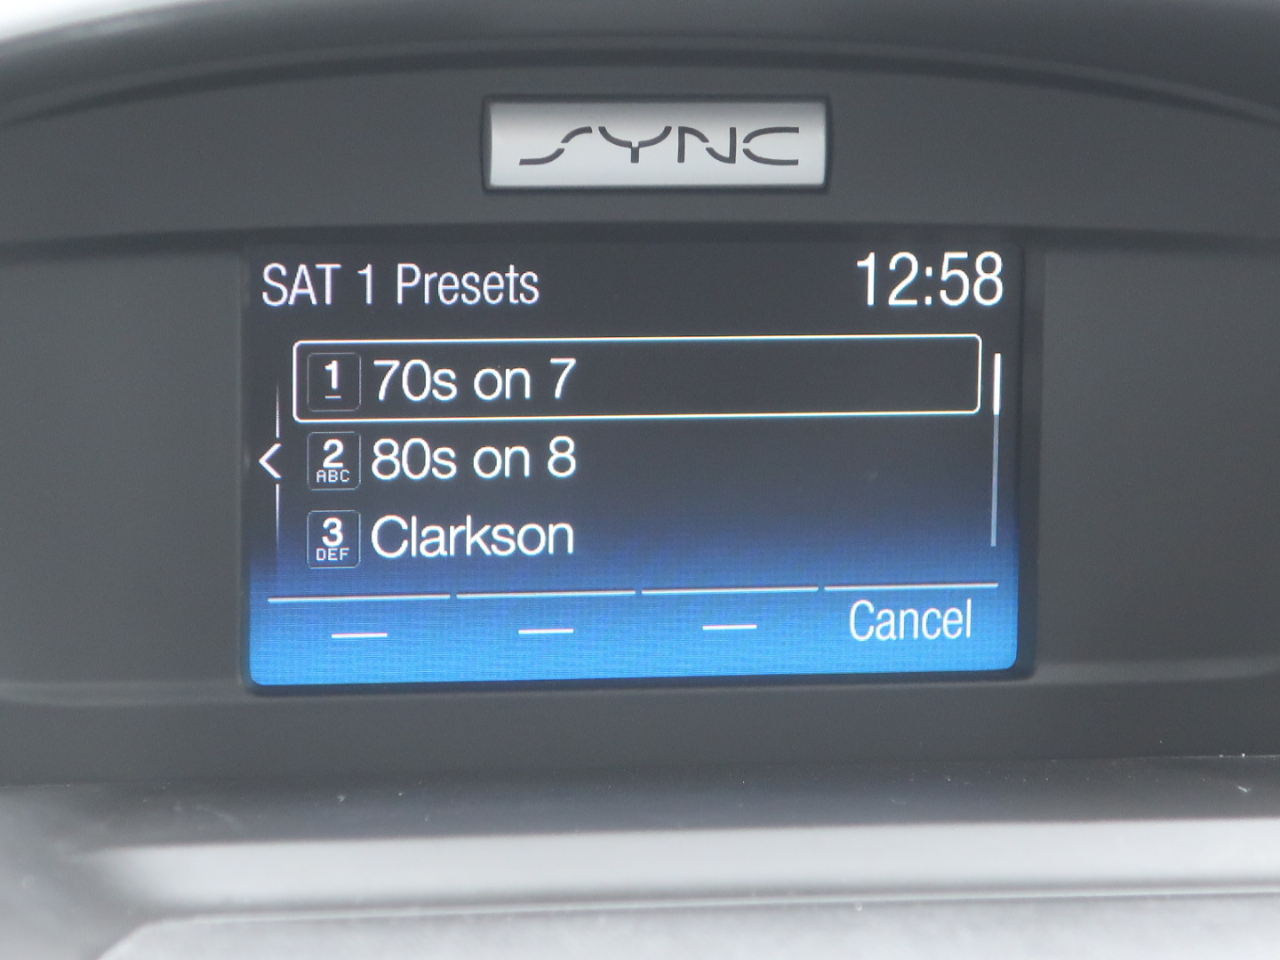 SYNC
SAT 1 Presets 12:58
1 70s on 7
2 ABC 80s on 8
3 DEF Clarkson
Cancel